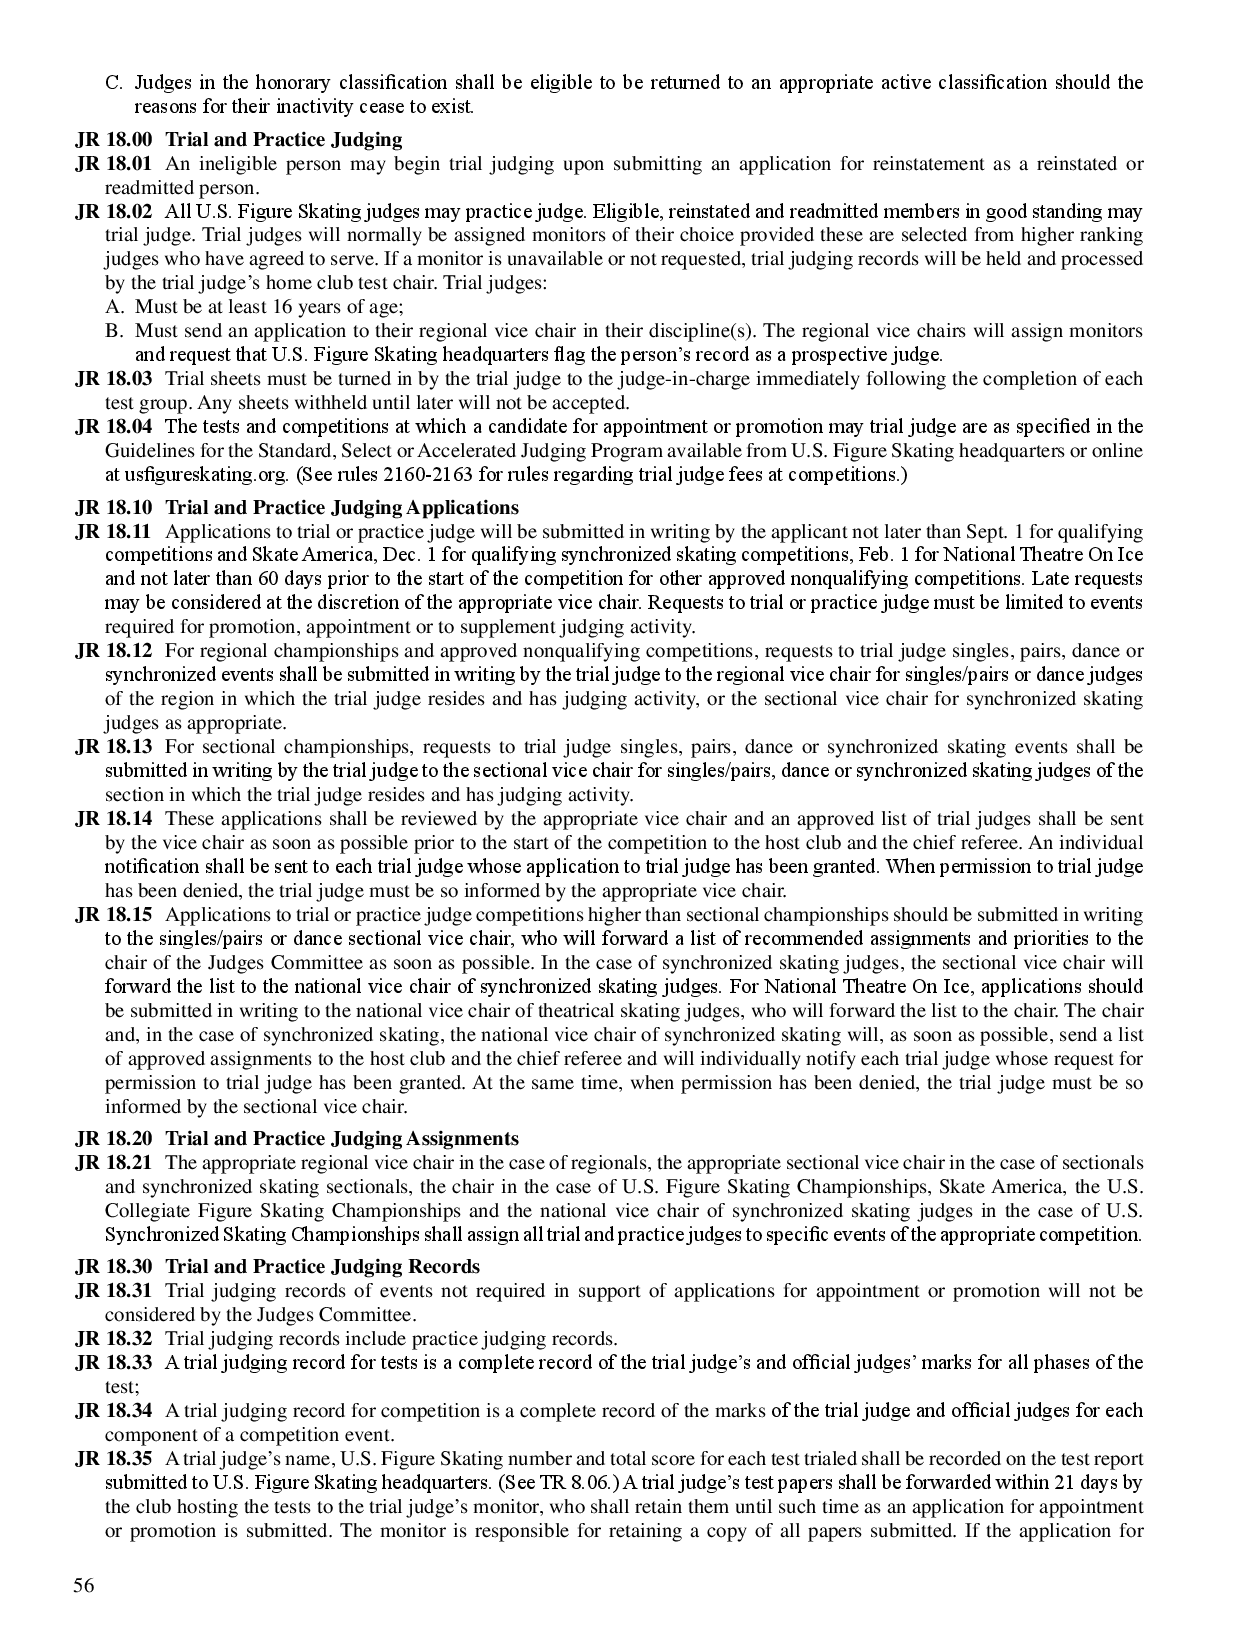 C. Judges in the honorary classification shall be eligible to be returned to an appropriate active classification should the
reasons for their inactivity cease to exist.
JR 18.00 Trial and Practice Judging
JR 18.01 An ineligible person may begin trial judging upon submitting an application for reinstatement as a reinstated or
readmitted person.
JR 18.02 All U.S. Figure Skating judges may practice judge. Eligible, reinstated and readmitted members in good standing may
trial judge. Trial judges will normally be assigned monitors of their choice provided these are selected from higher ranking
judges who have agreed to serve. If a monitor is unavailable or not requested, trial judging records will be held and processed
by the trial judge’s home club test chair. Trial judges:
A. Must be at least 16 years of age;
B. Must send an application to their regional vice chair in their discipline(s). The regional vice chairs will assign monitors
and request that U.S. Figure Skating headquarters flag the person’s record as a prospective judge.
JR 18.03 Trial sheets must be turned in by the trial judge to the judge-in-charge immediately following the completion of each
test group. Any sheets withheld until later will not be accepted.
JR 18.04 The tests and competitions at which a candidate for appointment or promotion may trial judge are as specified in the
Guidelines for the Standard, Select or Accelerated Judging Program available from U.S. Figure Skating headquarters or online
at usfigureskating.org. (See rules 2160-2163 for rules regarding trial judge fees at competitions.)
JR 18.10 Trial and Practice Judging Applications
JR 18.11 Applications to trial or practice judge will be submitted in writing by the applicant not later than Sept. 1 for qualifying
competitions and Skate America, Dec. 1 for qualifying synchronized skating competitions, Feb. 1 for National Theatre On Ice
and not later than 60 days prior to the start of the competition for other approved nonqualifying competitions. Late requests
may be considered at the discretion of the appropriate vice chair. Requests to trial or practice judge must be limited to events
required for promotion, appointment or to supplement judging activity.
JR 18.12 For regional championships and approved nonqualifying competitions, requests to trial judge singles, pairs, dance or
synchronized events shall be submitted in writing by the trial judge to the regional vice chair for singles/pairs or dance judges
of the region in which the trial judge resides and has judging activity, or the sectional vice chair for synchronized skating
judges as appropriate.
JR 18.13 For sectional championships, requests to trial judge singles, pairs, dance or synchronized skating events shall be
submitted in writing by the trial judge to the sectional vice chair for singles/pairs, dance or synchronized skating judges of the
section in which the trial judge resides and has judging activity.
JR 18.14 These applications shall be reviewed by the appropriate vice chair and an approved list of trial judges shall be sent
by the vice chair as soon as possible prior to the start of the competition to the host club and the chief referee. An individual
notification shall be sent to each trial judge whose application to trial judge has been granted. When permission to trial judge
has been denied, the trial judge must be so informed by the appropriate vice chair.
JR 18.15 Applications to trial or practice judge competitions higher than sectional championships should be submitted in writing
to the singles/pairs or dance sectional vice chair, who will forward a list of recommended assignments and priorities to the
chair of the Judges Committee as soon as possible. In the case of synchronized skating judges, the sectional vice chair will
forward the list to the national vice chair of synchronized skating judges. For National Theatre On Ice, applications should
be submitted in writing to the national vice chair of theatrical skating judges, who will forward the list to the chair. The chair
and, in the case of synchronized skating, the national vice chair of synchronized skating will, as soon as possible, send a list
of approved assignments to the host club and the chief referee and will individually notify each trial judge whose request for
permission to trial judge has been granted. At the same time, when permission has been denied, the trial judge must be so
informed by the sectional vice chair.
JR 18.20 Trial and Practice Judging Assignments
JR 18.21 The appropriate regional vice chair in the case of regionals, the appropriate sectional vice chair in the case of sectionals
and synchronized skating sectionals, the chair in the case of U.S. Figure Skating Championships, Skate America, the U.S.
Collegiate Figure Skating Championships and the national vice chair of synchronized skating judges in the case of U.S.
Synchronized Skating Championships shall assign all trial and practice judges to specific events of the appropriate competition.
JR 18.30 Trial and Practice Judging Records
JR 18.31 Trial judging records of events not required in support of applications for appointment or promotion will not be
considered by the Judges Committee.
JR 18.32 Trial judging records include practice judging records.
JR 18.33 A trial judging record for tests is a complete record of the trial judge’s and official judges’ marks for all phases of the
test;
JR 18.34 A trial judging record for competition is a complete record of the marks of the trial judge and official judges for each
component of a competition event.
JR 18.35 A trial judge’s name, U.S. Figure Skating number and total score for each test trialed shall be recorded on the test report
submitted to U.S. Figure Skating headquarters. (See TR 8.06.) A trial judge’s test papers shall be forwarded within 21 days by
the club hosting the tests to the trial judge’s monitor, who shall retain them until such time as an application for appointment
or promotion is submitted. The monitor is responsible for retaining a copy of all papers submitted. If the application for
56